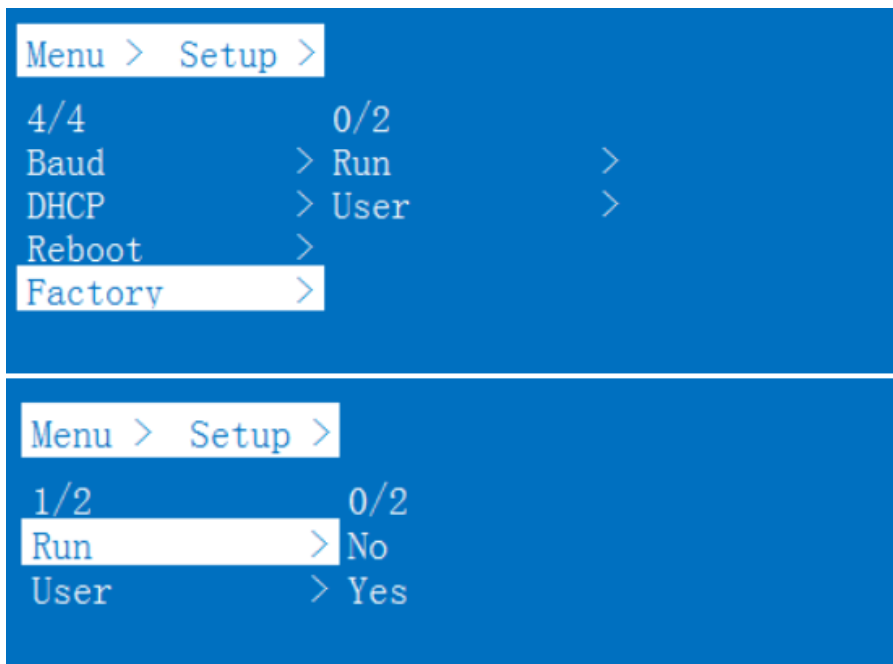 Menu > Setup >
4/4 0/2
Baud > Run >
DHCP > User >
Reboot >
Factory >
Menu > Setup >
1/2 0/2
Run > No
User > Yes